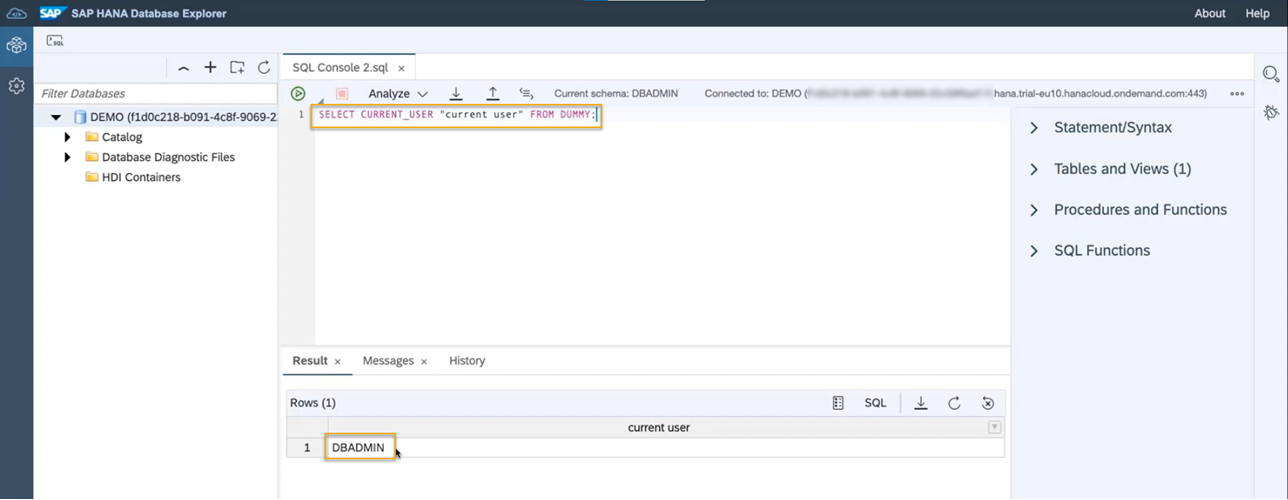 SAP SAP HANA Database Explorer About Help
SQL
SQL Console 2.sql
Filter Databases
Analyze Current schema: DBADMIN Connected to: DEMO ( hana.trial-eu10.hanacloud.ondemand.com:443)
DEMO (f1d0c218-b091-4c8f-9069-2
Catalog
Database Diagnostic Files
HDI Containers
1 SELECT CURRENT_USER "current user" FROM DUMMY;
Statement/Syntax
Tables and Views (1)
Procedures and Functions
SQL Functions
Result Messages History
Rows (1) SQL
current user
1 DBADMIN